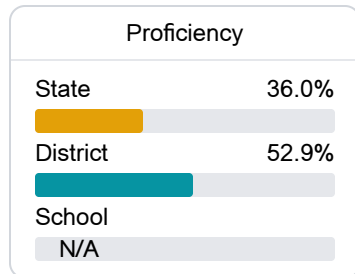 Proficiency
State 36.0%
District 52.9%
School
N/A